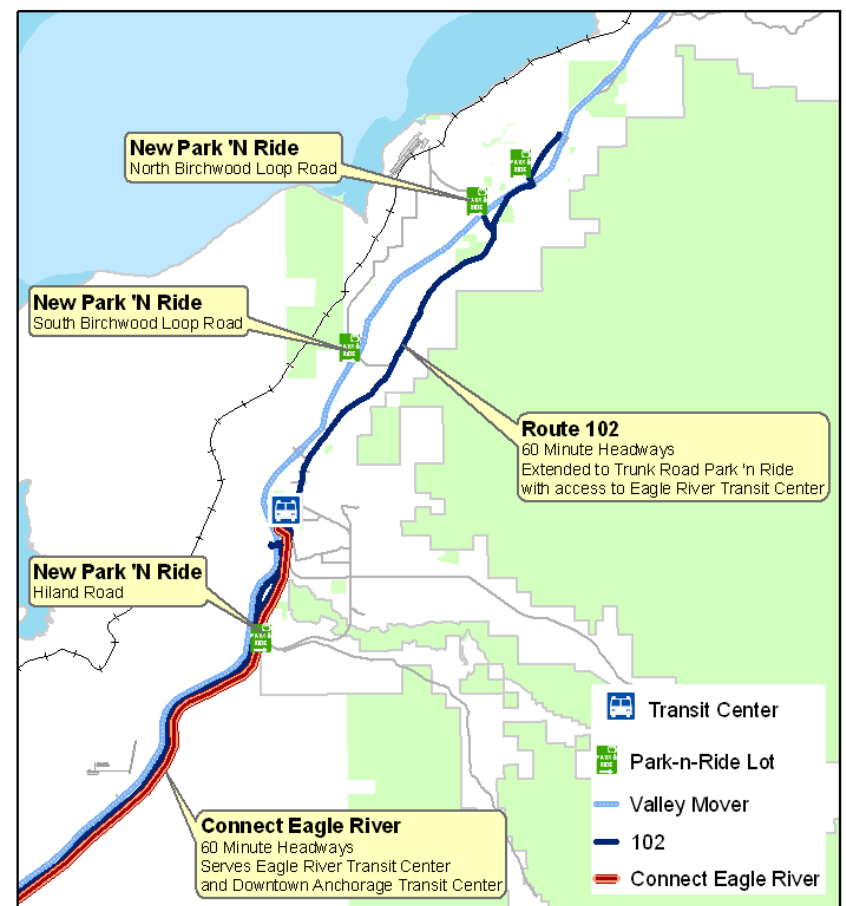 New Park 'N Ride
North Birchwood Loop Road
New Park 'N Ride
South Birchwood Loop Road
Route 102
60 Minute Headways
Extended to Trunk Road Park 'n Ride
with access to Eagle River Transit Center
New Park 'N Ride
Hiland Road
Connect Eagle River
60 Minute Headways
Serves Eagle River Transit Center
and Downtown Anchorage Transit Center
Transit Center
PARK &
RIDE
Park-n-Ride Lot
Valley Mover
102
Connect Eagle River